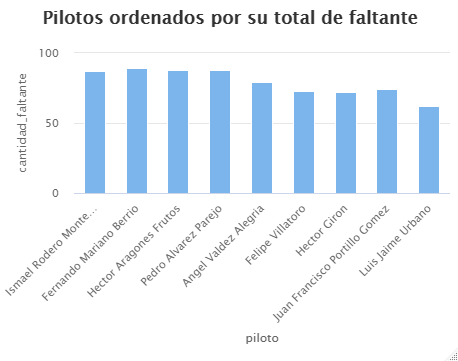 Pilotos ordenados por su total de faltante
cantidad_faltante
100
50
0
Ismael Rodero Monte...
Fernando Mariano Berrio
Hector Aragones Frutos
Pedro Alvarez Parejo
Angel Valdez Alegria
Felipe Villatoro
Hector Giron
Juan Francisco Portillo Gomez
Luis Jaime Urbano
piloto